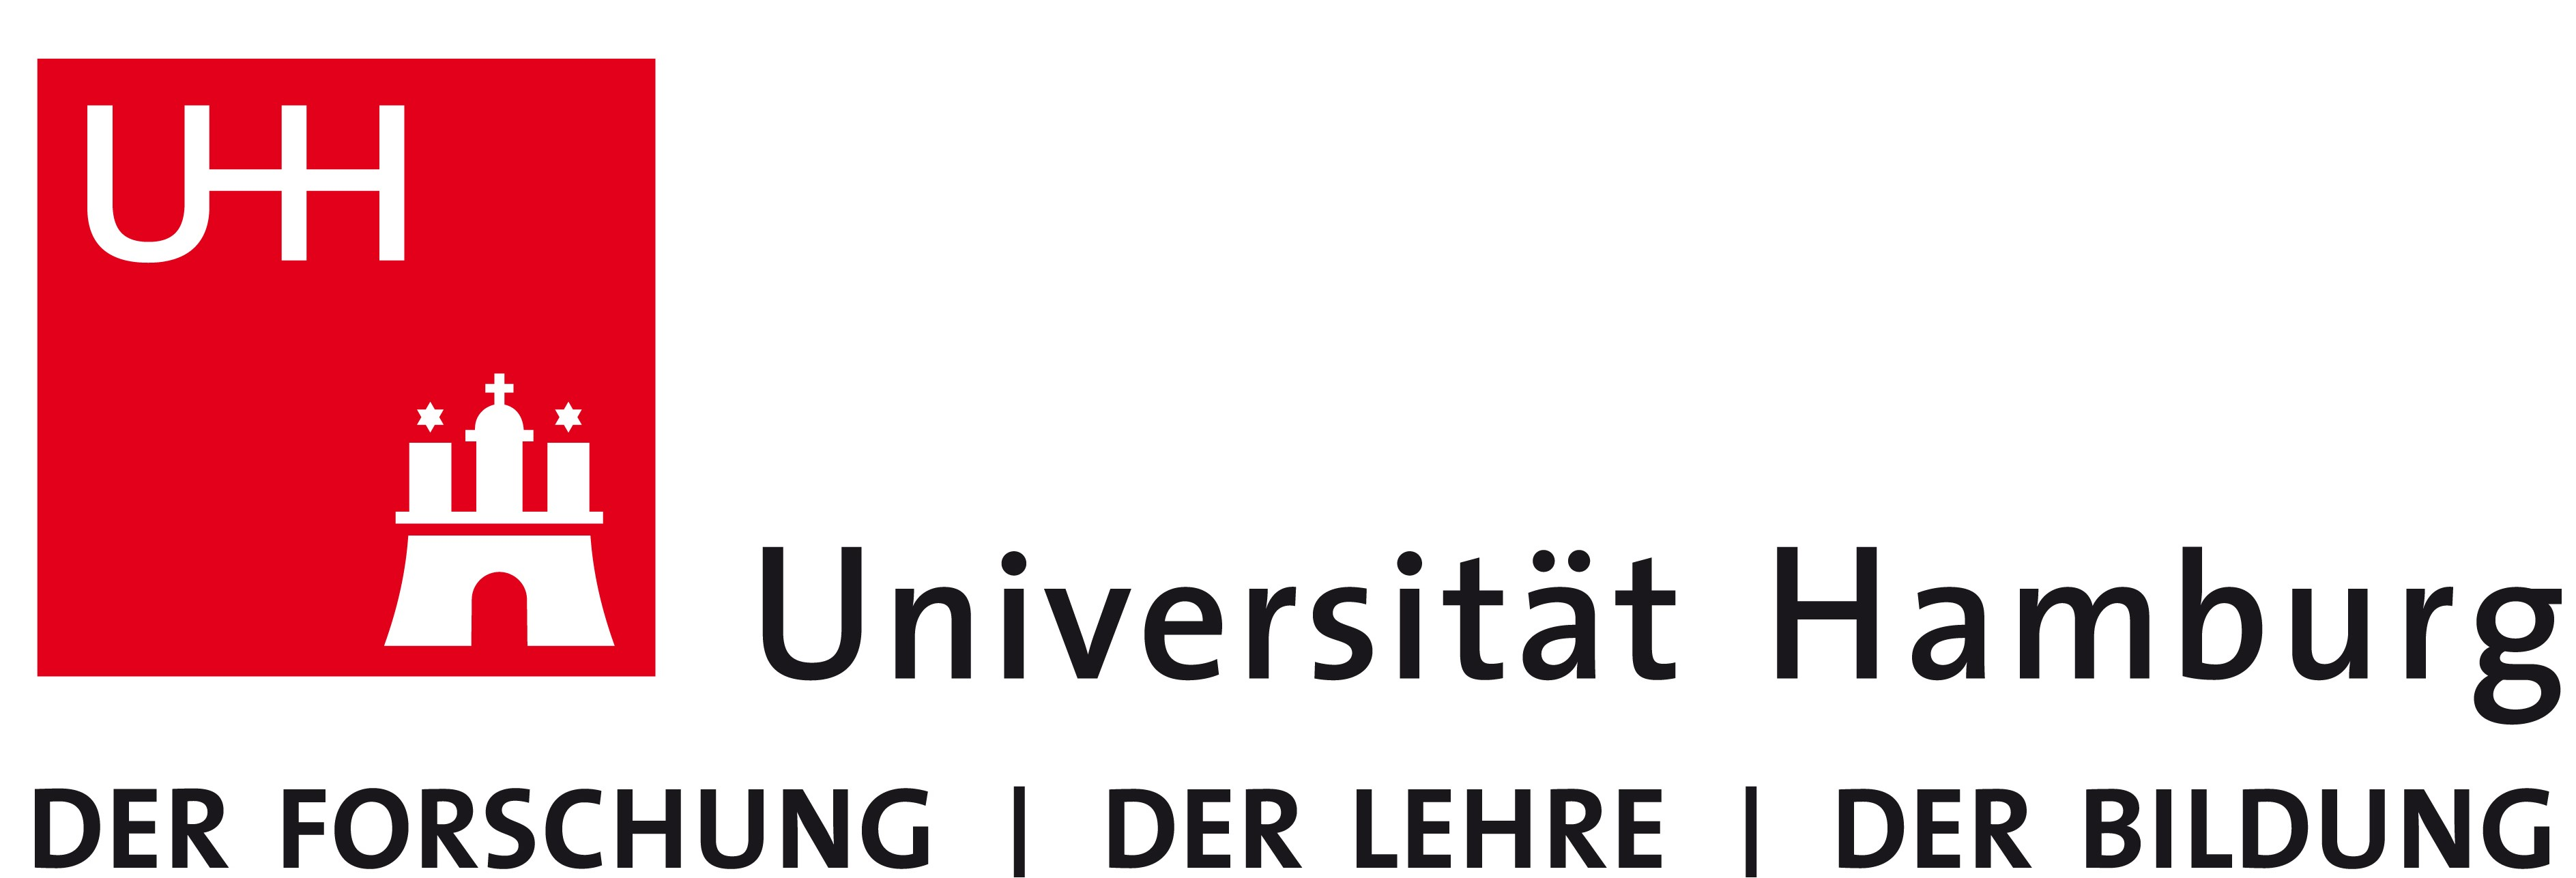 UHH
Universität Hamburg
DER FORSCHUNG | DER LEHRE | DER BILDUNG